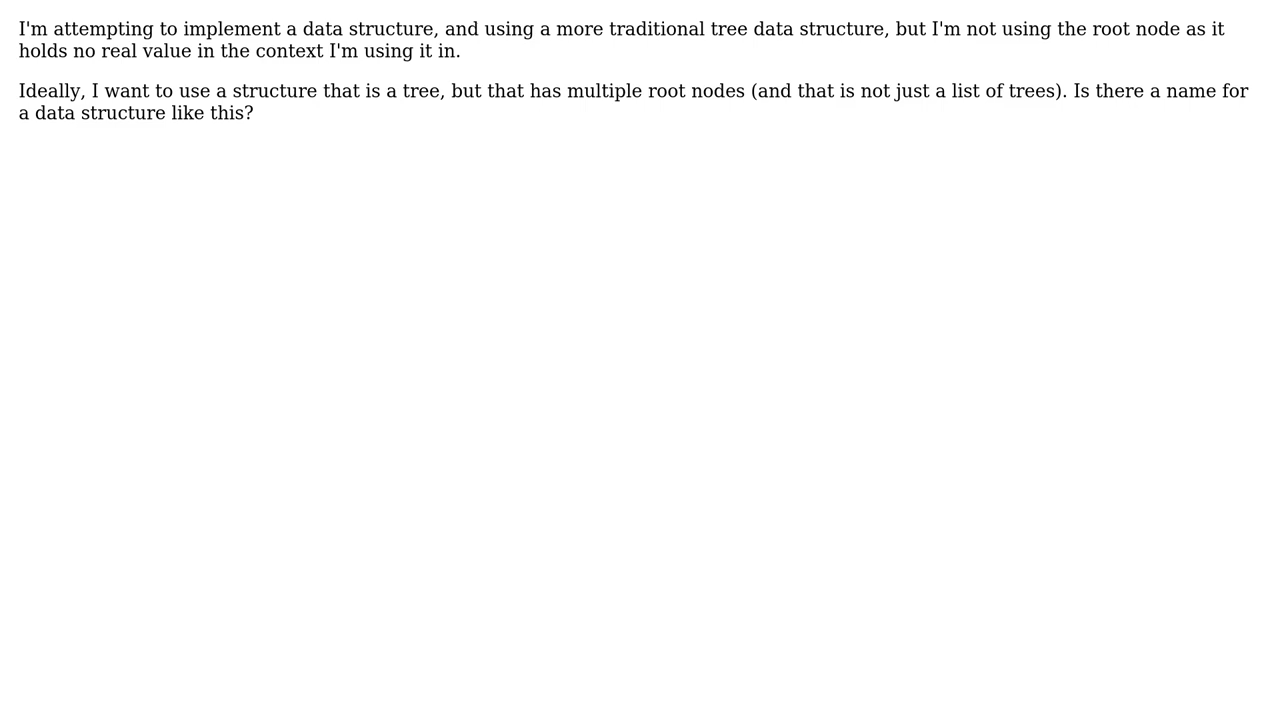 I'm attempting to implement a data structure, and using a more traditional tree data structure, but I'm not using the root node as it
holds no real value in the context I'm using it in.
Ideally, I want to use a structure that is a tree, but that has multiple root nodes (and that is not just a list of trees). Is there a name for
a data structure like this?